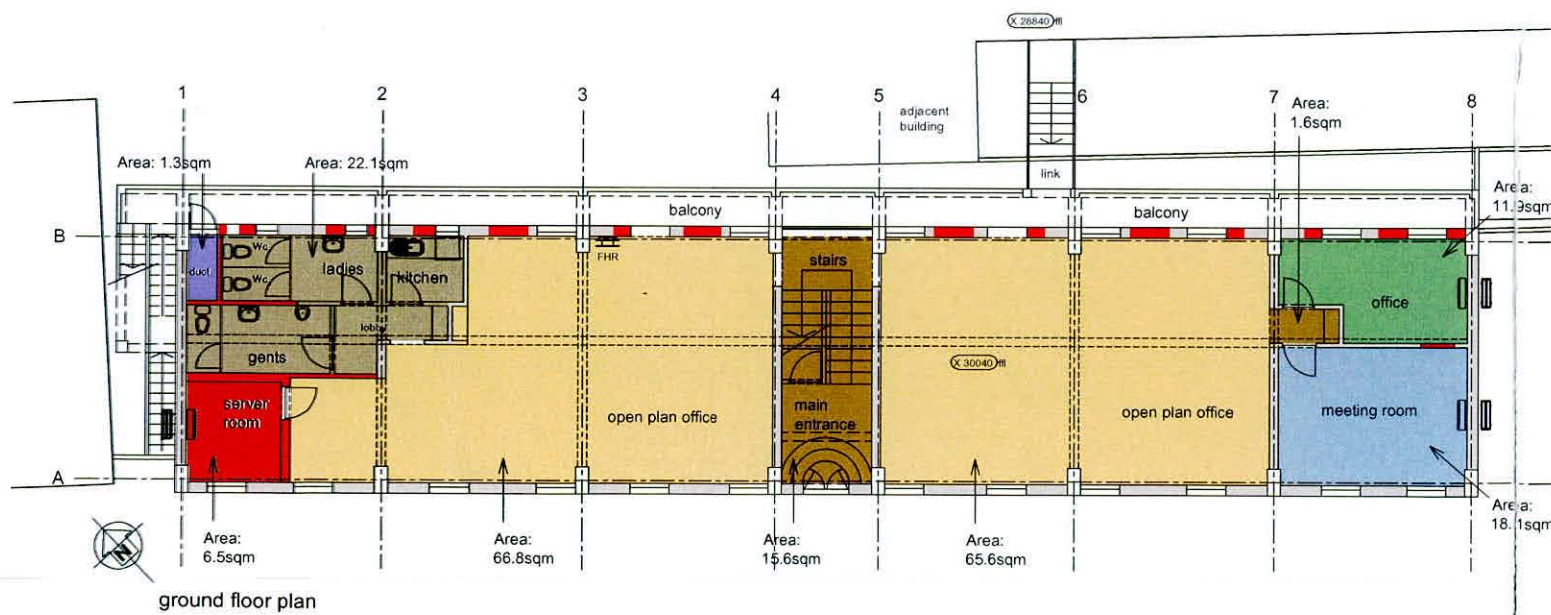 X 28840 ffl
1
2
3
4
5
6
7
8
adjacent
building
Area:
1.6sqm
Area: 1.3sqm
Area: 22.1sqm
link
Area:
11.9sqm
balcony
balcony
B
Wc
Wc
duct
ladies
kitchen
FHR
stairs
office
lobby
gents
X 30040 ffl
server
room
open plan office
main
entrance
open plan office
meeting room
A
N
Area:
6.5sqm
Area:
66.8sqm
Area:
15.6sqm
Area:
65.6sqm
Area:
18.1sqm
ground floor plan